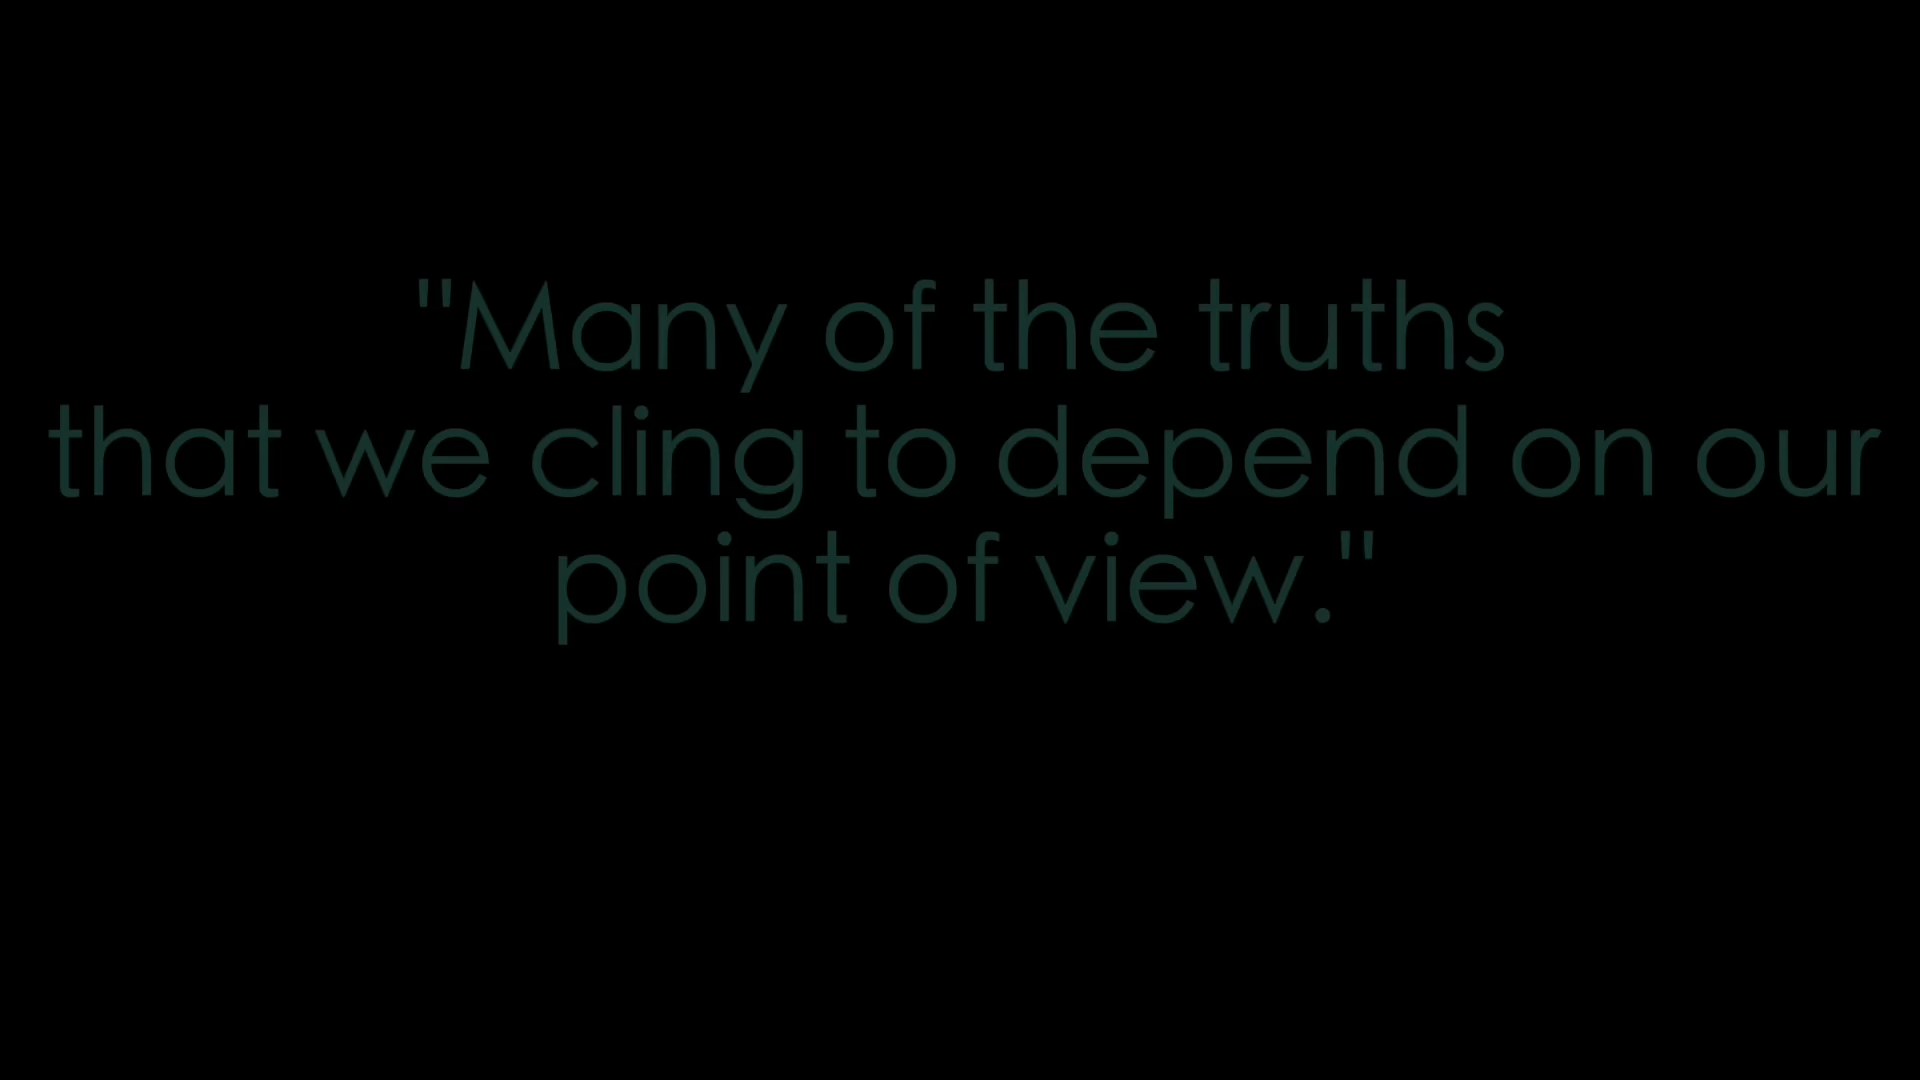 "Many of the truths
that we cling to depend on our
point of view."